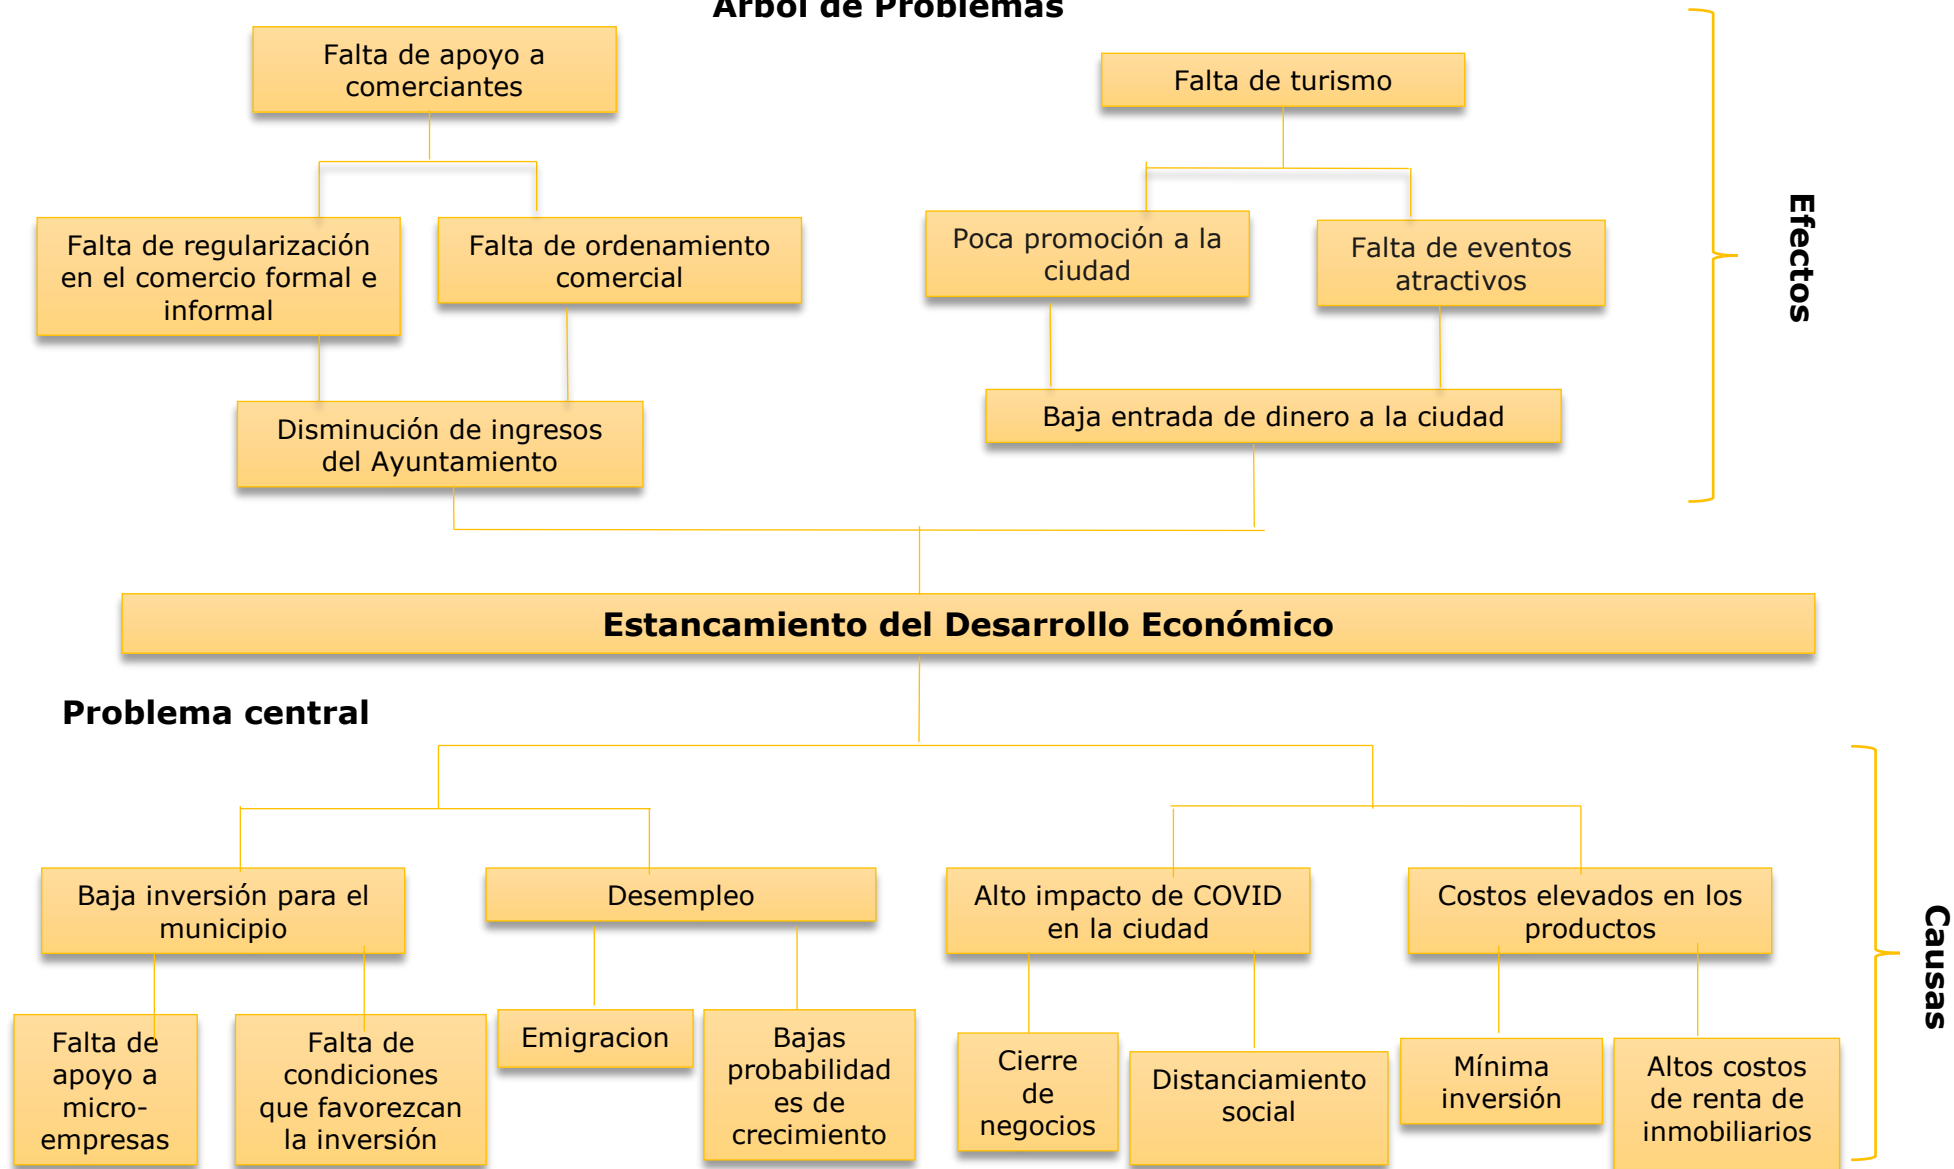 Árbol de Problemas
Falta de apoyo a
comerciantes
Falta de turismo
Falta de regularización
en el comercio formal e
informal
Falta de ordenamiento
comercial
Poca promoción a la
ciudad
Falta de eventos
atractivos
Efectos
Disminución de ingresos
del Ayuntamiento
Baja entrada de dinero a la ciudad
Estancamiento del Desarrollo Económico
Problema central
Baja inversión para el
municipio
Desempleo
Alto impacto de COVID
en la ciudad
Costos elevados en los
productos
Causas
Falta de
apoyo a
micro-
empresas
Falta de
condiciones
que favorezcan
la inversión
Emigracion
Bajas
probabilidad
es de
crecimiento
Cierre
de
negocios
Distanciamiento
social
Mínima
inversión
Altos costos
de renta de
inmobiliarios